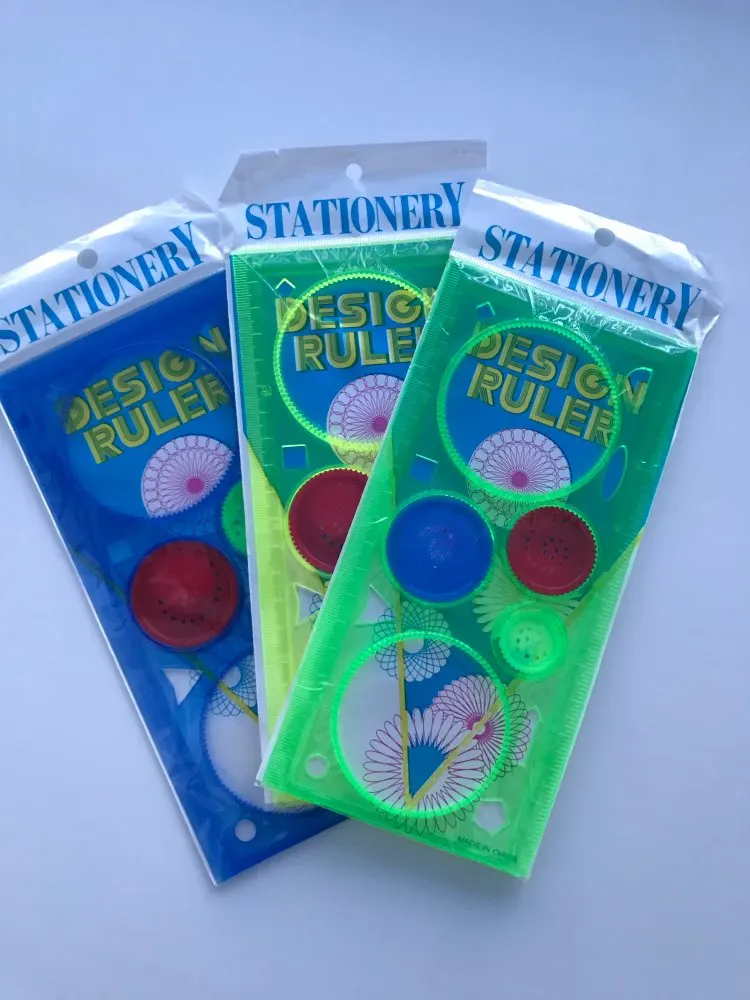 STATIONERY
DESIGN
RULER
STATIONERY
DESIGN
RULER
STATIONERY
DESIGN
RULER
MADE IN CHINA